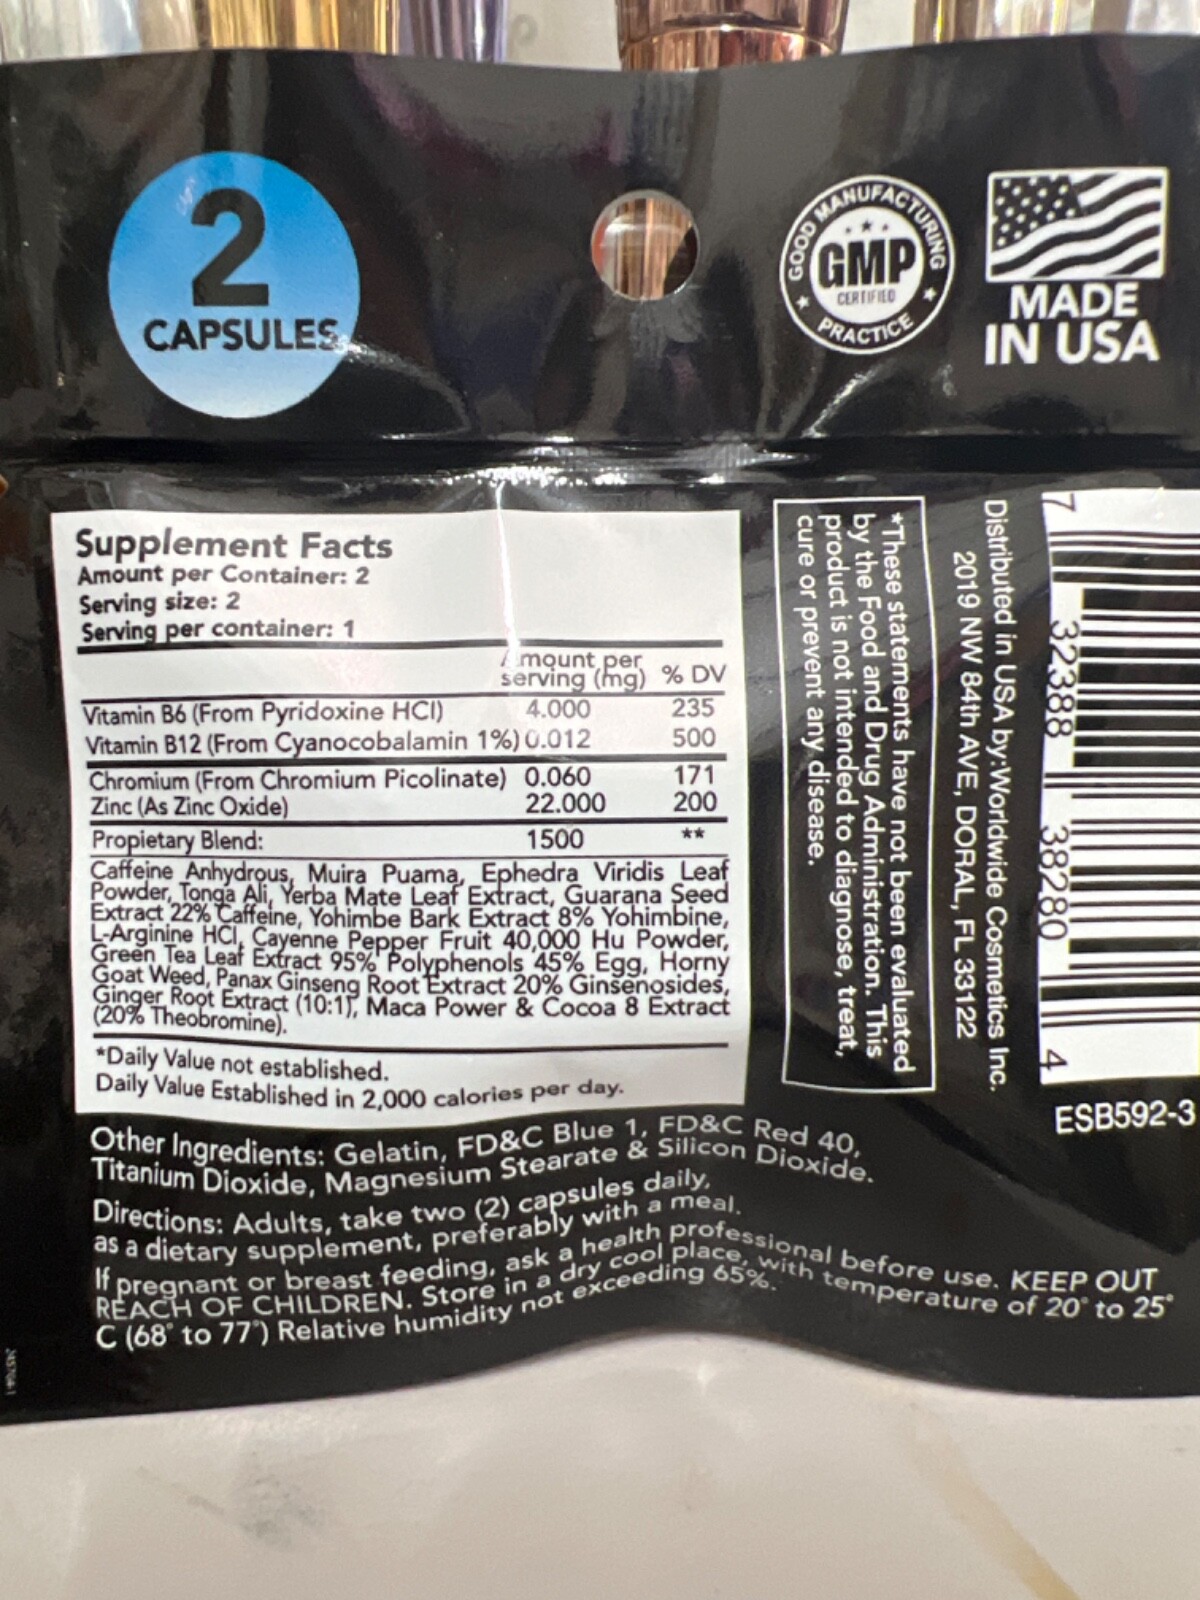 2
CAPSULES
GOOD MANUFACTURING
GMP
CERTIFIED
PRACTICE
MADE
IN USA
Supplement Facts
Amount per Container: 2
Serving size: 2
Serving per container: 1
Amount per
serving (mg) % DV
Vitamin B6 (From Pyridoxine HCI) 4.000 235
Vitamin B12 (From Cyanocobalamin 1%) 0.012 500
Chromium (From Chromium Picolinate) 0.060 171
Zinc (As Zinc Oxide) 22.000 200
Propietary Blend: 1500 **
Caffeine Anhydrous, Muira Puama, Ephedra Viridis Leaf
Powder, Tonga Ali, Yerba Mate Leaf Extract, Guarana Seed
Extract 22% Caffeine, Yohimbe Bark Extract 8% Yohimbine,
L-Arginine HCI, Cayenne Pepper Fruit 40,000 Hu Powder,
Green Tea Leaf Extract 95% Polyphenols 45% Egg, Horny
Goat Weed, Panax Ginseng Root Extract 20% Ginsenosides,
Ginger Root Extract (10:1), Maca Power & Cocoa 8 Extract
(20% Theobromine).
*Daily Value not established.
Daily Value Established in 2,000 calories per day.
Other Ingredients: Gelatin, FD&C Blue 1, FD&C Red 40,
Titanium Dioxide, Magnesium Stearate & Silicon Dioxide.
Directions: Adults, take two (2) capsules daily,
as a dietary supplement, preferably with a meal.
If pregnant or breast feeding, ask a health professional before use. KEEP OUT
REACH OF CHILDREN. Store in a dry cool place, with temperature of 20° to 25°
C (68° to 77°) Relative humidity not exceeding 65%.
*These statements have not been evaluated
by the Food and Drug Administration. This
product is not intended to diagnose, treat,
cure or prevent any disease.
Distributed in USA by:Worldwide Cosmetics Inc.
2019 NW 84th AVE, DORAL, FL 33122
7 32388 38280 4
ESB592-3